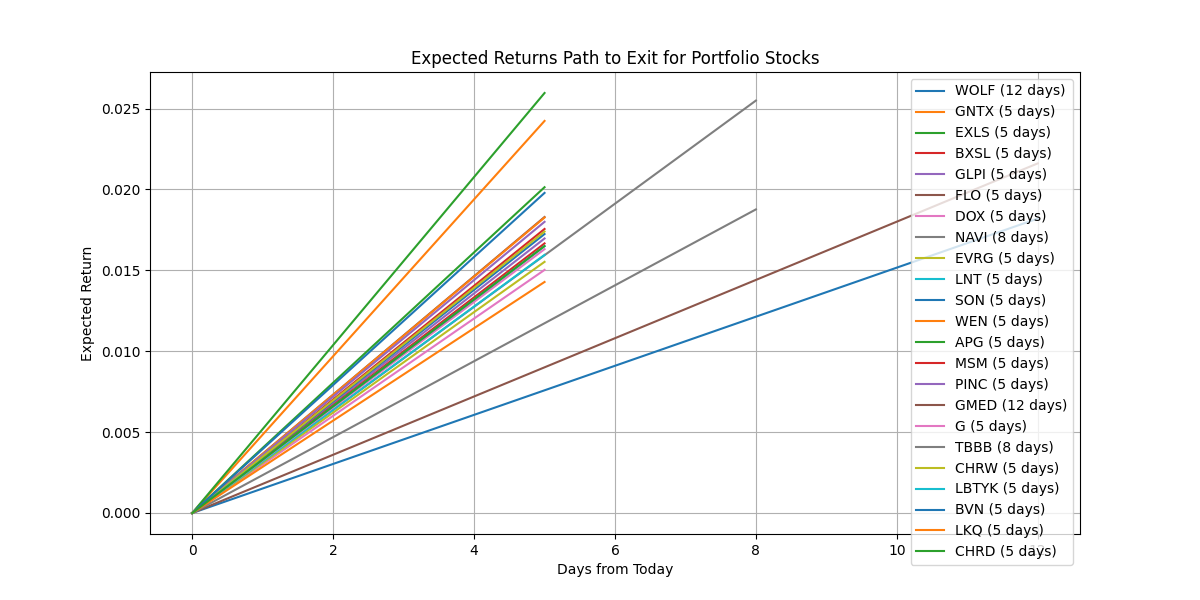 Expected Returns Path to Exit for Portfolio Stocks
Expected Return
0.025
0.020
0.015
0.010
0.005
0.000
0
2
4
6
8
10
Days from Today
WOLF (12 days)
GNTX (5 days)
EXLS (5 days)
BXSL (5 days)
GLPI (5 days)
FLO (5 days)
DOX (5 days)
NAVI (8 days)
EVRG (5 days)
LNT (5 days)
SON (5 days)
WEN (5 days)
APG (5 days)
MSM (5 days)
PINC (5 days)
GMED (12 days)
G (5 days)
TBBB (8 days)
CHRW (5 days)
LBTYK (5 days)
BVN (5 days)
LKQ (5 days)
CHRD (5 days)